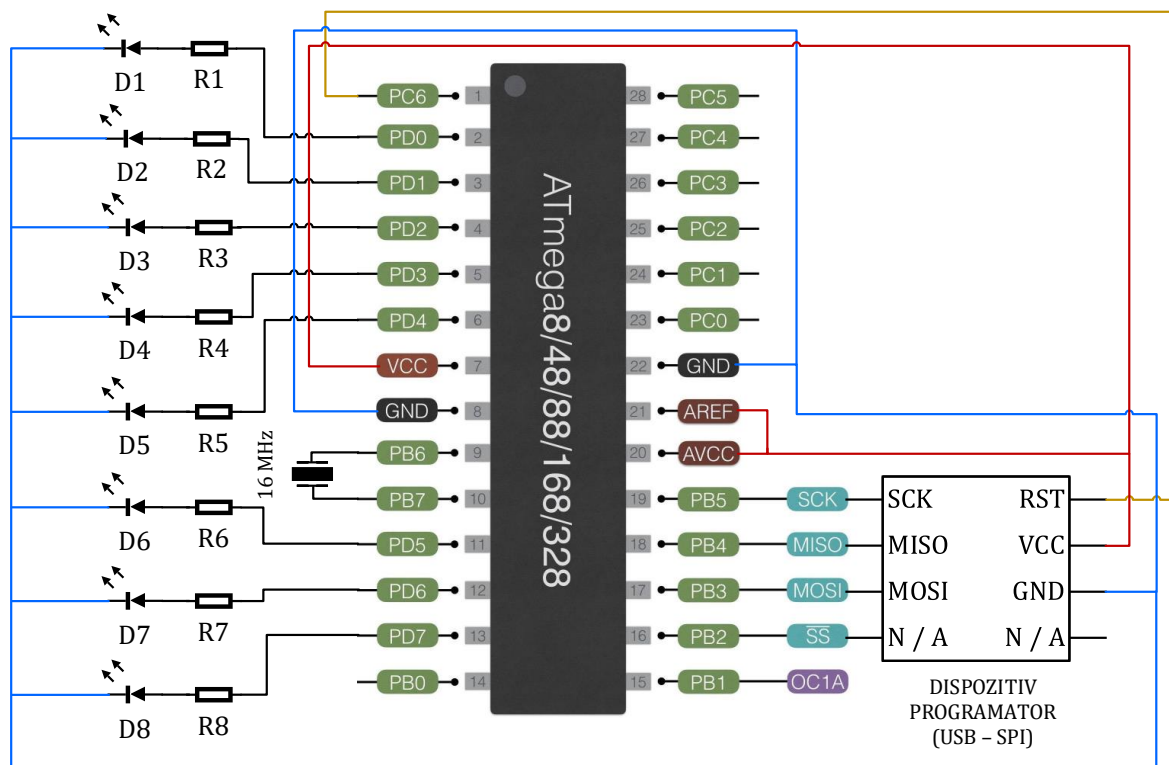 D1
R1
D2
R2
D3
R3
D4
R4
D5
R5
D6
R6
D7
R7
D8
R8
16 MHz
PC6
PD0
PD1
PD2
PD3
PD4
VCC
GND
PB6
PB7
PD5
PD6
PD7
PB0
1
2
3
4
5
6
7
8
9
10
11
12
13
14
ATmega8/48/88/168/328
28
27
26
25
24
23
22
21
20
19
18
17
16
15
PC5
PC4
PC3
PC2
PC1
PC0
GND
AREF
AVCC
PB5
PB4
PB3
PB2
PB1
SCK
MISO
MOSI
SS
OC1A
SCK RST
MISO VCC
MOSI GND
N / A N / A
DISPOZITIV
PROGRAMATOR
(USB – SPI)